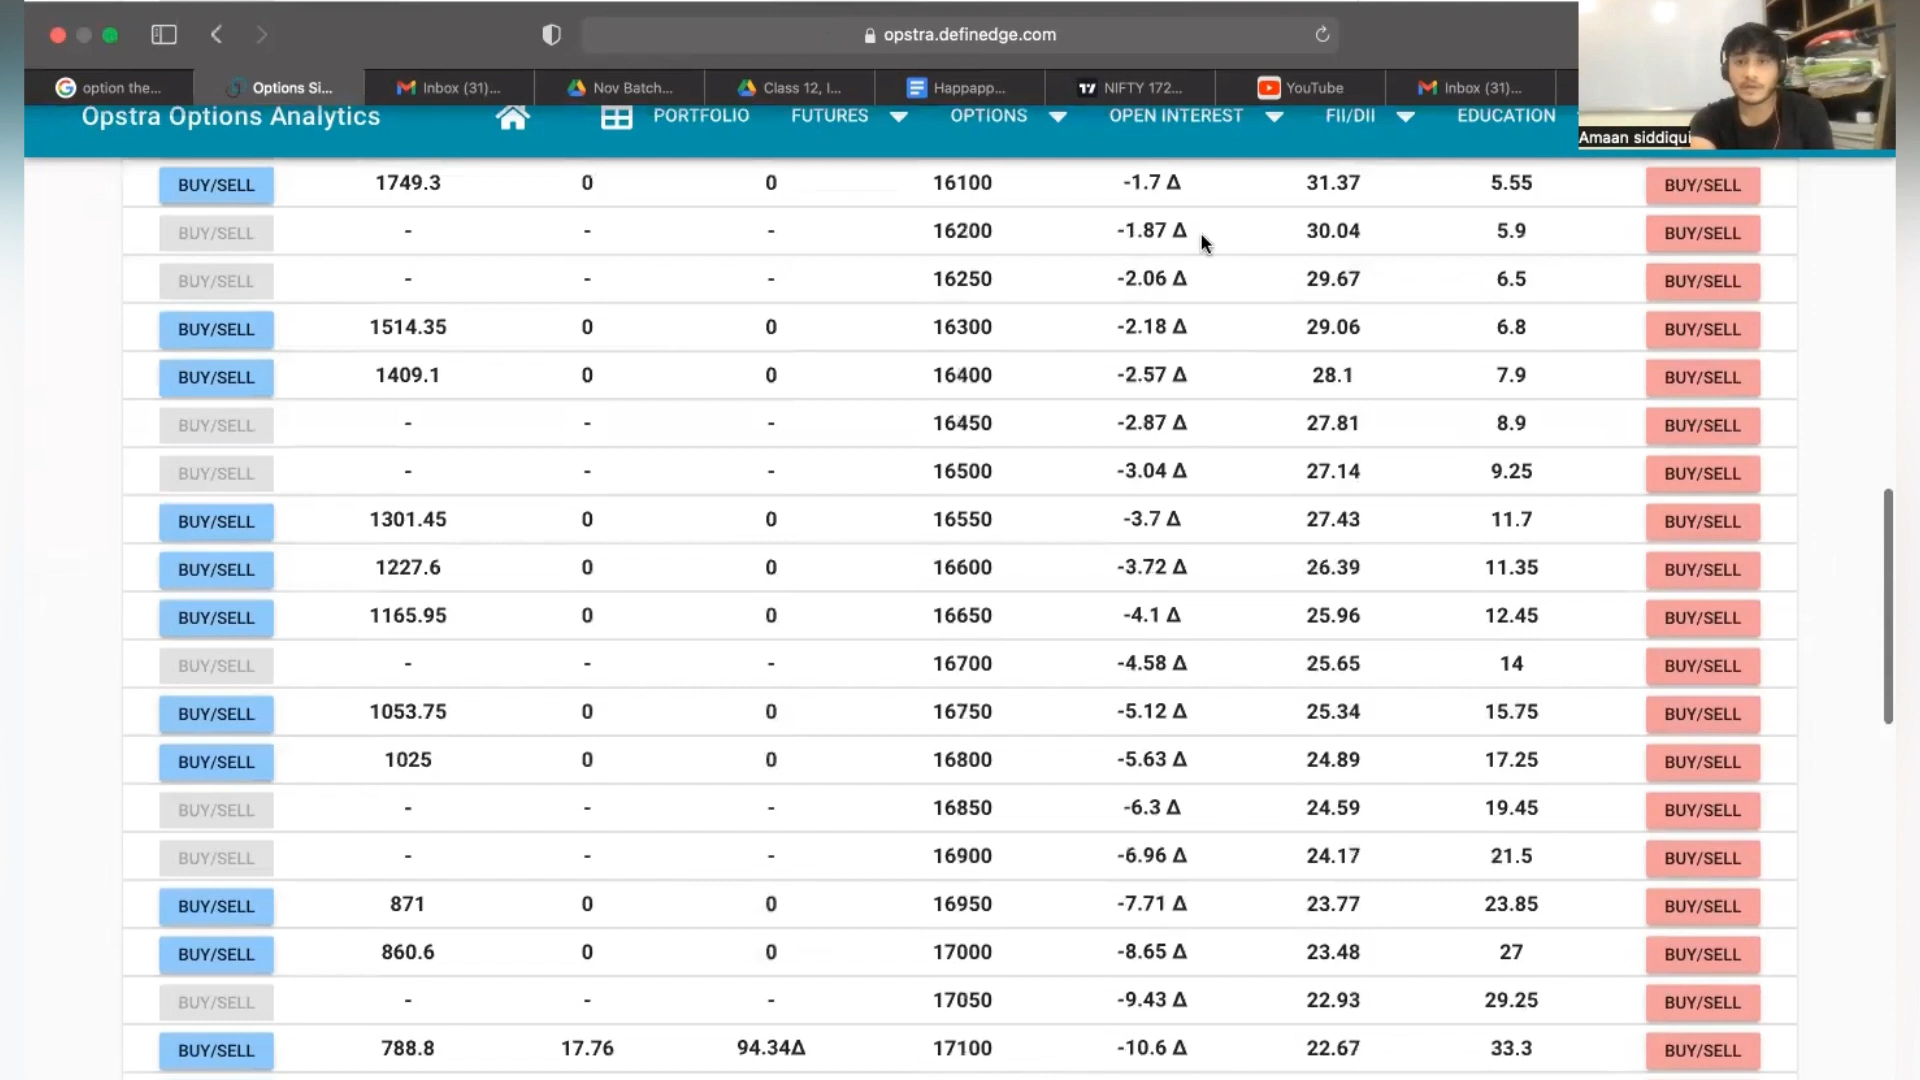 opstra.definedge.com
option the...
Options Si...
Inbox (31)...
Nov Batch...
Class 12, I...
Happapp...
NIFTY 172...
YouTube
Inbox (31)...
Opstra Options Analytics PORTFOLIO FUTURES OPTIONS OPEN INTEREST FII/DII EDUCATION
Amaan siddiqui
BUY/SELL 1749.3 0 0 16100 -1.7 Δ 31.37 5.55 BUY/SELL
BUY/SELL - - - 16200 -1.87 Δ 30.04 5.9 BUY/SELL
BUY/SELL - - - 16250 -2.06 Δ 29.67 6.5 BUY/SELL
BUY/SELL 1514.35 0 0 16300 -2.18 Δ 29.06 6.8 BUY/SELL
BUY/SELL 1409.1 0 0 16400 -2.57 Δ 28.1 7.9 BUY/SELL
BUY/SELL - - - 16450 -2.87 Δ 27.81 8.9 BUY/SELL
BUY/SELL - - - 16500 -3.04 Δ 27.14 9.25 BUY/SELL
BUY/SELL 1301.45 0 0 16550 -3.7 Δ 27.43 11.7 BUY/SELL
BUY/SELL 1227.6 0 0 16600 -3.72 Δ 26.39 11.35 BUY/SELL
BUY/SELL 1165.95 0 0 16650 -4.1 Δ 25.96 12.45 BUY/SELL
BUY/SELL - - - 16700 -4.58 Δ 25.65 14 BUY/SELL
BUY/SELL 1053.75 0 0 16750 -5.12 Δ 25.34 15.75 BUY/SELL
BUY/SELL 1025 0 0 16800 -5.63 Δ 24.89 17.25 BUY/SELL
BUY/SELL - - - 16850 -6.3 Δ 24.59 19.45 BUY/SELL
BUY/SELL - - - 16900 -6.96 Δ 24.17 21.5 BUY/SELL
BUY/SELL 871 0 0 16950 -7.71 Δ 23.77 23.85 BUY/SELL
BUY/SELL 860.6 0 0 17000 -8.65 Δ 23.48 27 BUY/SELL
BUY/SELL - - - 17050 -9.43 Δ 22.93 29.25 BUY/SELL
BUY/SELL 788.8 17.76 94.34Δ 17100 -10.6 Δ 22.67 33.3 BUY/SELL